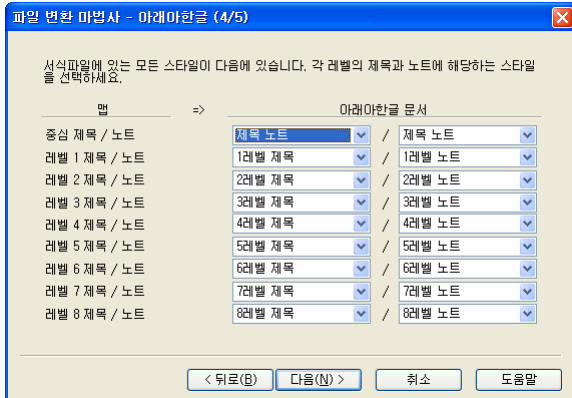 파일 변환 마법사 - 아래아한글 (4/5)
서식파일에 있는 모든 스타일이 다음에 있습니다. 각 레벨의 제목과 노트에 해당하는 스타일
을 선택하세요.
맵 => 아래아한글 문서
중심 제목 / 노트 제목 노트 / 제목 노트
레벨 1 제목 / 노트 1레벨 제목 / 1레벨 노트
레벨 2 제목 / 노트 2레벨 제목 / 2레벨 노트
레벨 3 제목 / 노트 3레벨 제목 / 3레벨 노트
레벨 4 제목 / 노트 4레벨 제목 / 4레벨 노트
레벨 5 제목 / 노트 5레벨 제목 / 5레벨 노트
레벨 6 제목 / 노트 6레벨 제목 / 6레벨 노트
레벨 7 제목 / 노트 7레벨 제목 / 7레벨 노트
레벨 8 제목 / 노트 8레벨 제목 / 8레벨 노트
< 뒤로(B) 다음(N) > 취소 도움말